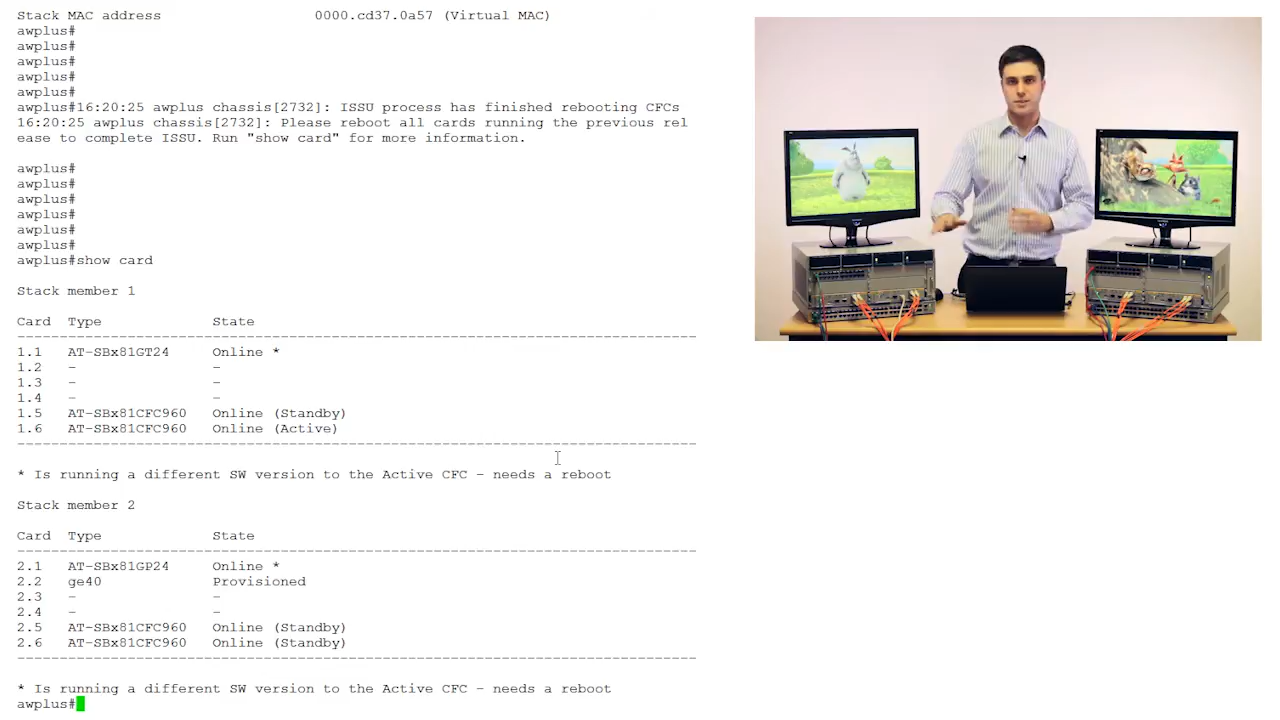 Stack MAC address 0000.cd37.0a57 (Virtual MAC)
awplus#
awplus#
awplus#
awplus#
awplus#
awplus#16:20:25 awplus chassis[2732]: ISSU process has finished rebooting CFCs
16:20:25 awplus chassis[2732]: Please reboot all cards running the previous rel
ease to complete ISSU. Run "show card" for more information.
awplus#
awplus#
awplus#
awplus#
awplus#
awplus#
awplus#show card
Stack member 1
Card Type State
--------------------------------------------------------------------------------
1.1 AT-SBx81GT24 Online *
1.2 - -
1.3 - -
1.4 - -
1.5 AT-SBx81CFC960 Online (Standby)
1.6 AT-SBx81CFC960 Online (Active)
--------------------------------------------------------------------------------
* Is running a different SW version to the Active CFC - needs a reboot
Stack member 2
Card Type State
--------------------------------------------------------------------------------
2.1 AT-SBx81GP24 Online *
2.2 ge40 Provisioned
2.3 - -
2.4 - -
2.5 AT-SBx81CFC960 Online (Standby)
2.6 AT-SBx81CFC960 Online (Standby)
--------------------------------------------------------------------------------
* Is running a different SW version to the Active CFC - needs a reboot
awplus#